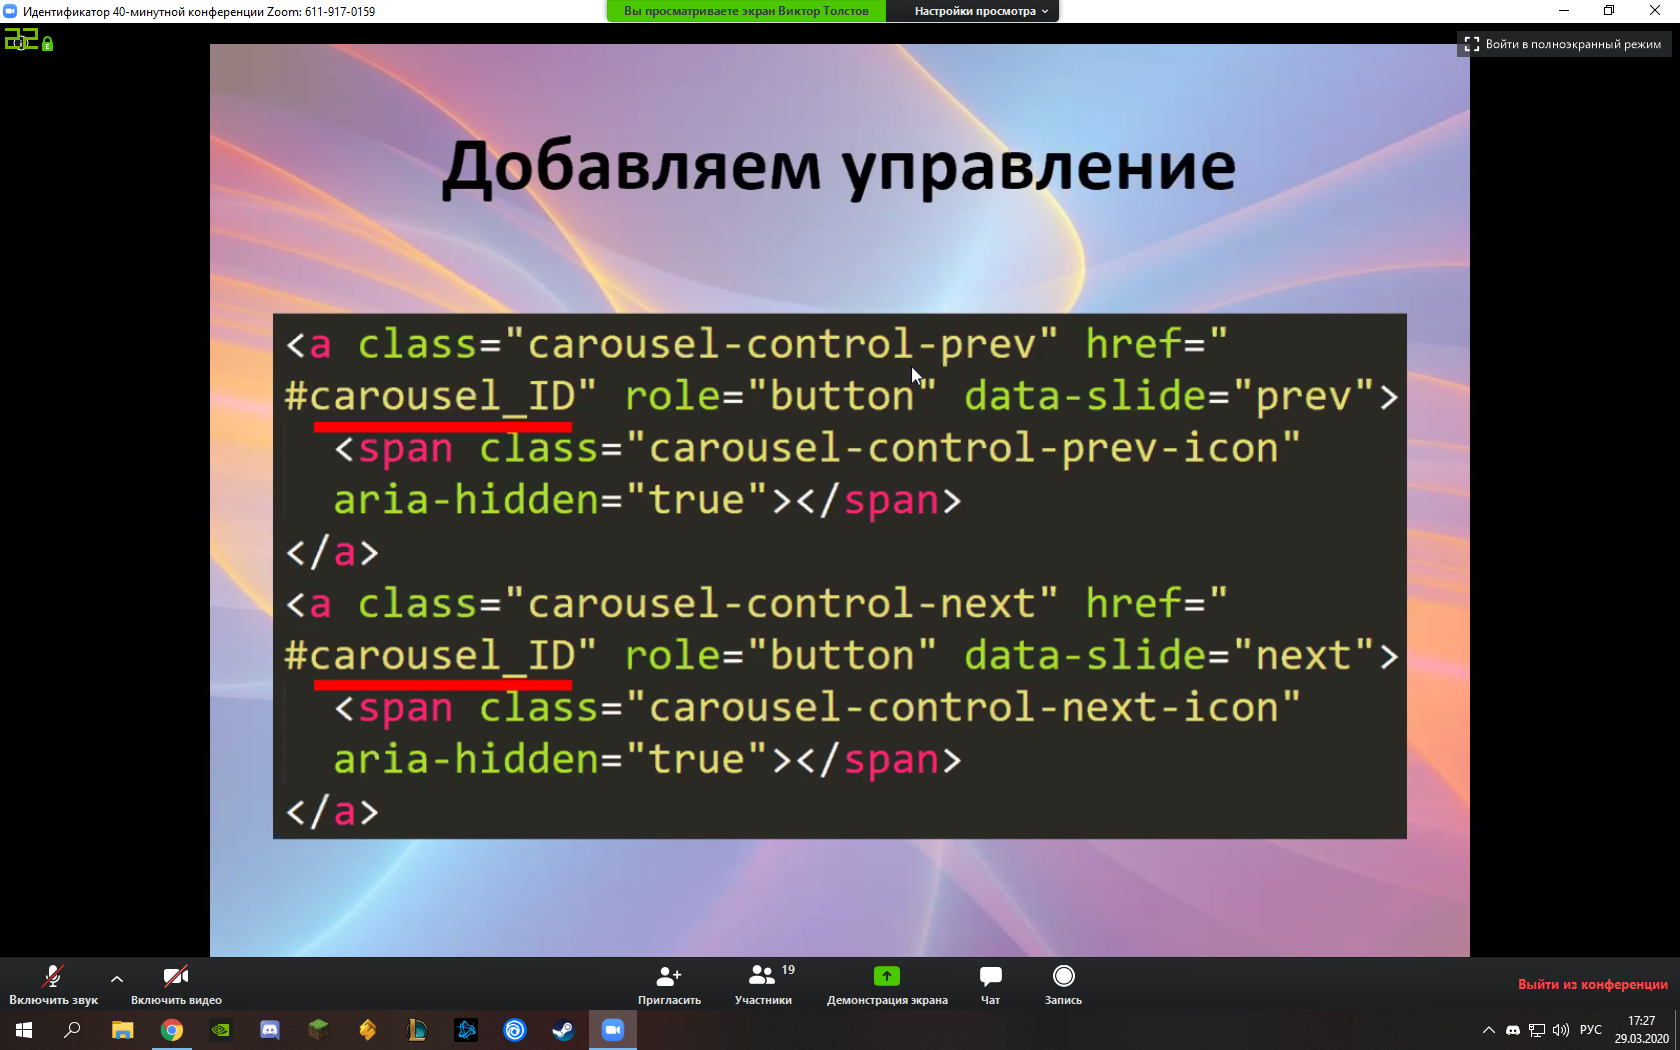 Идентификатор 40-минутной конференции Zoom: 611-917-0159
Вы просматриваете экран Виктор Толстов
Настройки просмотра
22
Войти в полноэкранный режим
Добавляем управление
<a class="carousel-control-prev" href="
#carousel_ID" role="button" data-slide="prev">
<span class="carousel-control-prev-icon"
aria-hidden="true"></span>
</a>
<a class="carousel-control-next" href="
#carousel_ID" role="button" data-slide="next">
<span class="carousel-control-next-icon"
aria-hidden="true"></span>
</a>
Включить звук
Включить видео
Пригласить
19
Участники
Демонстрация экрана
Чат
Запись
Выйти из конференции
РУС
17:27
29.03.2020